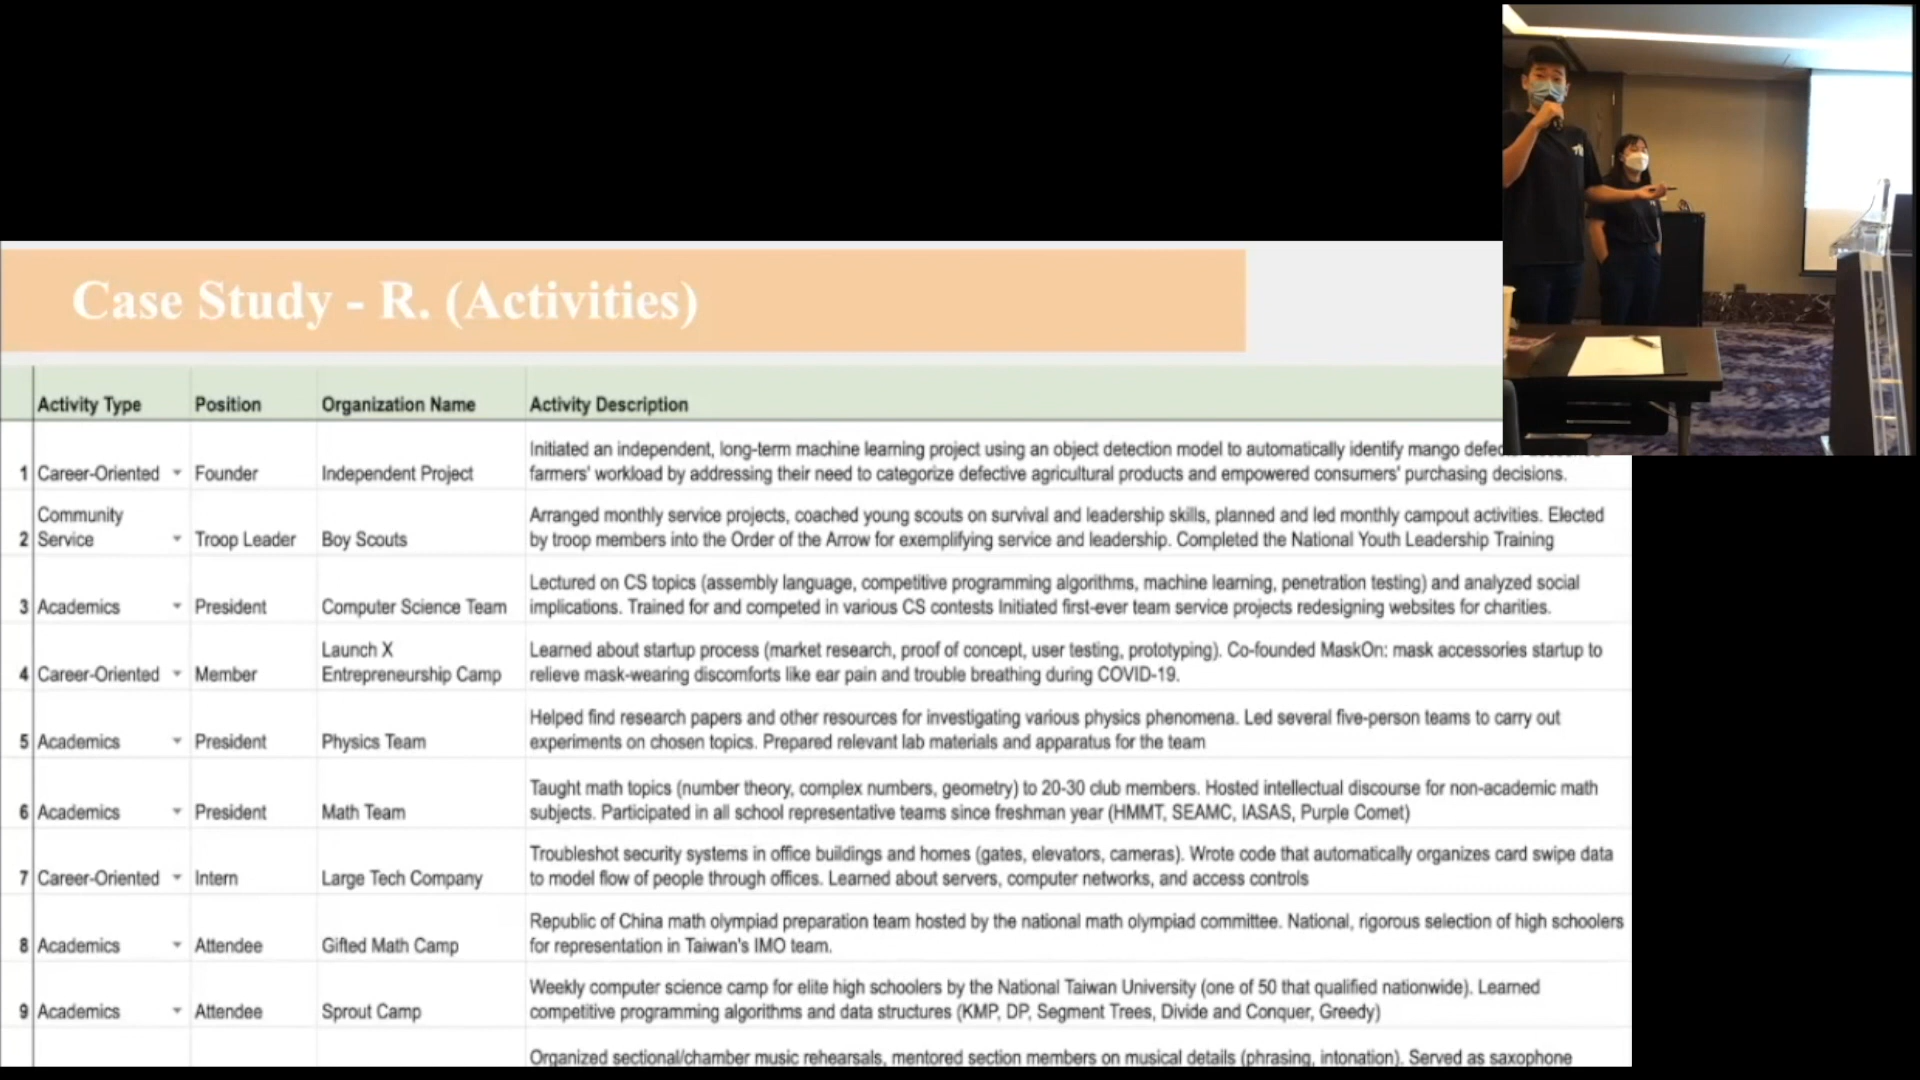 Case Study - R. (Activities)
Activity Type Position Organization Name Activity Description
1 Career-Oriented Founder Independent Project
Initiated an independent, long-term machine learning project using an object detection model to automatically identify mango
farmers' workload by addressing their need to categorize defective agricultural products and empowered consumers' purchasing decisions.
2 Community
Service Troop Leader Boy Scouts
Arranged monthly service projects, coached young scouts on survival and leadership skills, planned and led monthly campout activities. Elected
by troop members into the Order of the Arrow for exemplifying service and leadership. Completed the National Youth Leadership Training
3 Academics President Computer Science Team
Lectured on CS topics (assembly language, competitive programming algorithms, machine learning, penetration testing) and analyzed social
implications. Trained for and competed in various CS contests Initiated first-ever team service projects redesigning websites for charities.
4 Career-Oriented Member Launch X
Entrepreneurship Camp
Learned about startup process (market research, proof of concept, user testing, prototyping). Co-founded MaskOn: mask accessories startup to
relieve mask-wearing discomforts like ear pain and trouble breathing during COVID-19.
5 Academics President Physics Team
Helped find research papers and other resources for investigating various physics phenomena. Led several five-person teams to carry out
experiments on chosen topics. Prepared relevant lab materials and apparatus for the team
6 Academics President Math Team
Taught math topics (number theory, complex numbers, geometry) to 20-30 club members. Hosted intellectual discourse for non-academic math
subjects. Participated in all school representative teams since freshman year (HMMT, SEAMC, IASAS, Purple Comet)
7 Career-Oriented Intern Large Tech Company
Troubleshot security systems in office buildings and homes (gates, elevators, cameras). Wrote code that automatically organizes card swipe data
to model flow of people through offices. Learned about servers, computer networks, and access controls
8 Academics Attendee Gifted Math Camp
Republic of China math olympiad preparation team hosted by the national math olympiad committee. National, rigorous selection of high schoolers
for representation in Taiwan's IMO team.
9 Academics Attendee Sprout Camp
Weekly computer science camp for elite high schoolers by the National Taiwan University (one of 50 that qualified nationwide). Learned
competitive programming algorithms and data structures (KMP, DP, Segment Trees, Divide and Conquer, Greedy)
Organized sectional/chamber music rehearsals, mentored section members on musical details (phrasing, intonation). Served as saxophone